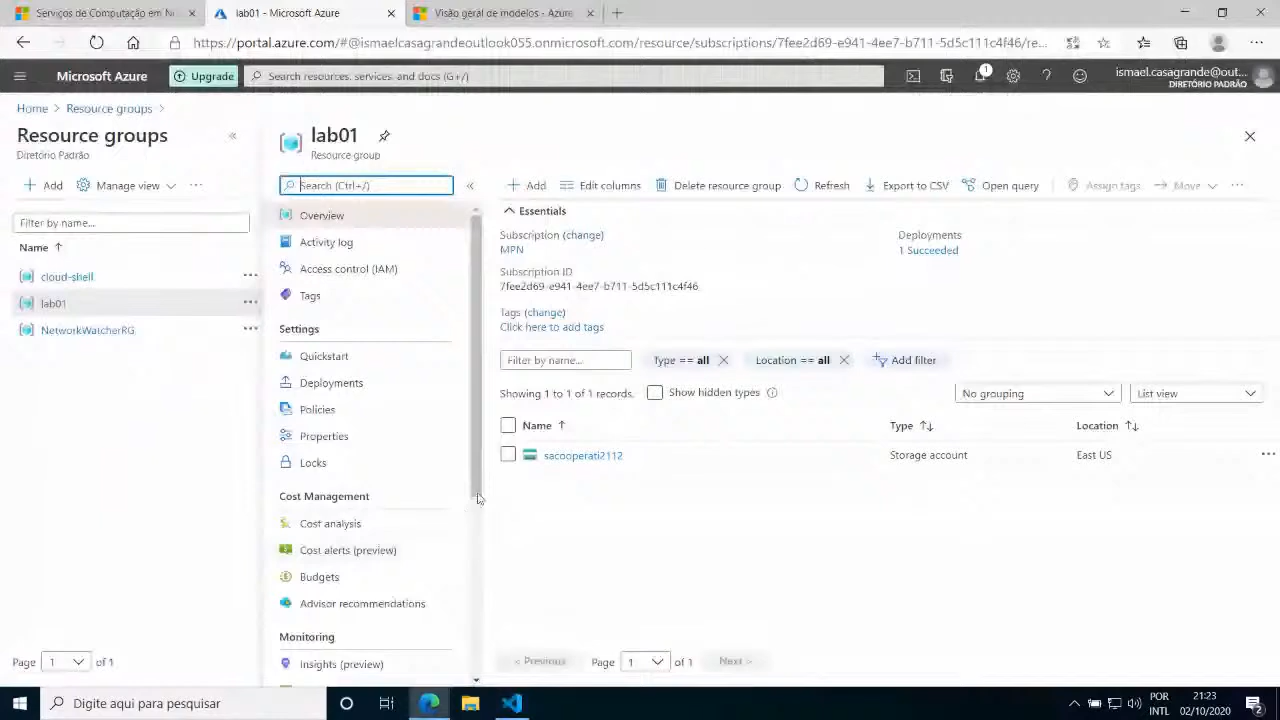 Serviços de Computação em Nu
lab01 - Microsoft Azure
Visão geral de modelos - Azure
https://portal.azure.com/#@ismaelcasagrandeoutlook055.onmicrosoft.com/resource/subscriptions/7fee2d69-e941-4ee7-b711-5d5c111c4f46/re...
Microsoft Azure
Upgrade
Search resources, services, and docs (G+/)
1
ismael.casagrande@out...
DIRETÓRIO PADRÃO
Home > Resource groups >
Resource groups
Diretório Padrão
Add
Manage view
...
Filter by name...
Name ↑
cloud-shell
lab01
NetworkWatcherRG
Page 1 of 1
lab01
Resource group
Search (Ctrl+/)
Overview
Activity log
Access control (IAM)
Tags
Settings
Quickstart
Deployments
Policies
Properties
Locks
Cost Management
Cost analysis
Cost alerts (preview)
Budgets
Advisor recommendations
Monitoring
Insights (preview)
Add Edit columns Delete resource group Refresh Export to CSV Open query Assign tags Move ...
Essentials
Subscription (change)
MPN
Deployments
1 Succeeded
Subscription ID
7fee2d69-e941-4ee7-b711-5d5c111c4f46
Tags (change)
Click here to add tags
Filter by name...
Type == all
Location == all
Add filter
Showing 1 to 1 of 1 records.
Show hidden types
No grouping
List view
Name ↑ Type ↑↓ Location ↑↓
sacooperati2112 Storage account East US
< Previous Page 1 of 1 Next >
Digite aqui para pesquisar
POR
INTL
21:23
02/10/2020
2